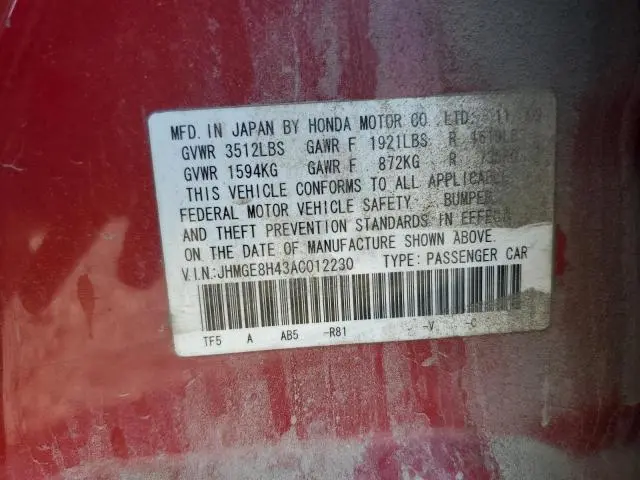 MFD. IN JAPAN BY HONDA MOTOR CO. LTD. 11
GVWR 3512LBS GAWR F 1921LBS R
GVWR 1594KG GAWR F 872KG R
THIS VEHICLE CONFORMS TO ALL APPLICABLE
FEDERAL MOTOR VEHICLE SAFETY, BUMPER,
AND THEFT PREVENTION STANDARDS IN EFFECT
ON THE DATE OF MANUFACTURE SHOWN ABOVE.
V.I.N:JHMGE8H43AC012230 TYPE: PASSENGER CAR
TF5 A AB5 -R81 -V -C